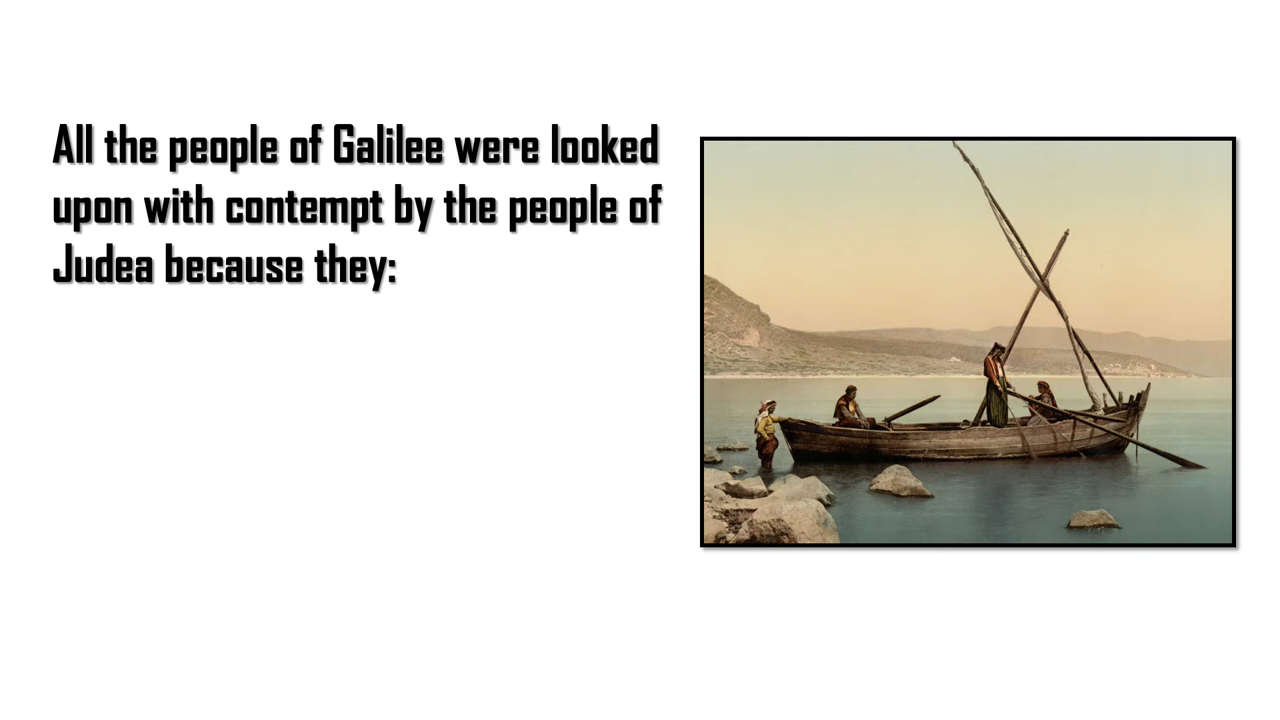 All the people of Galilee were looked
upon with contempt by the people of
Judea because they: